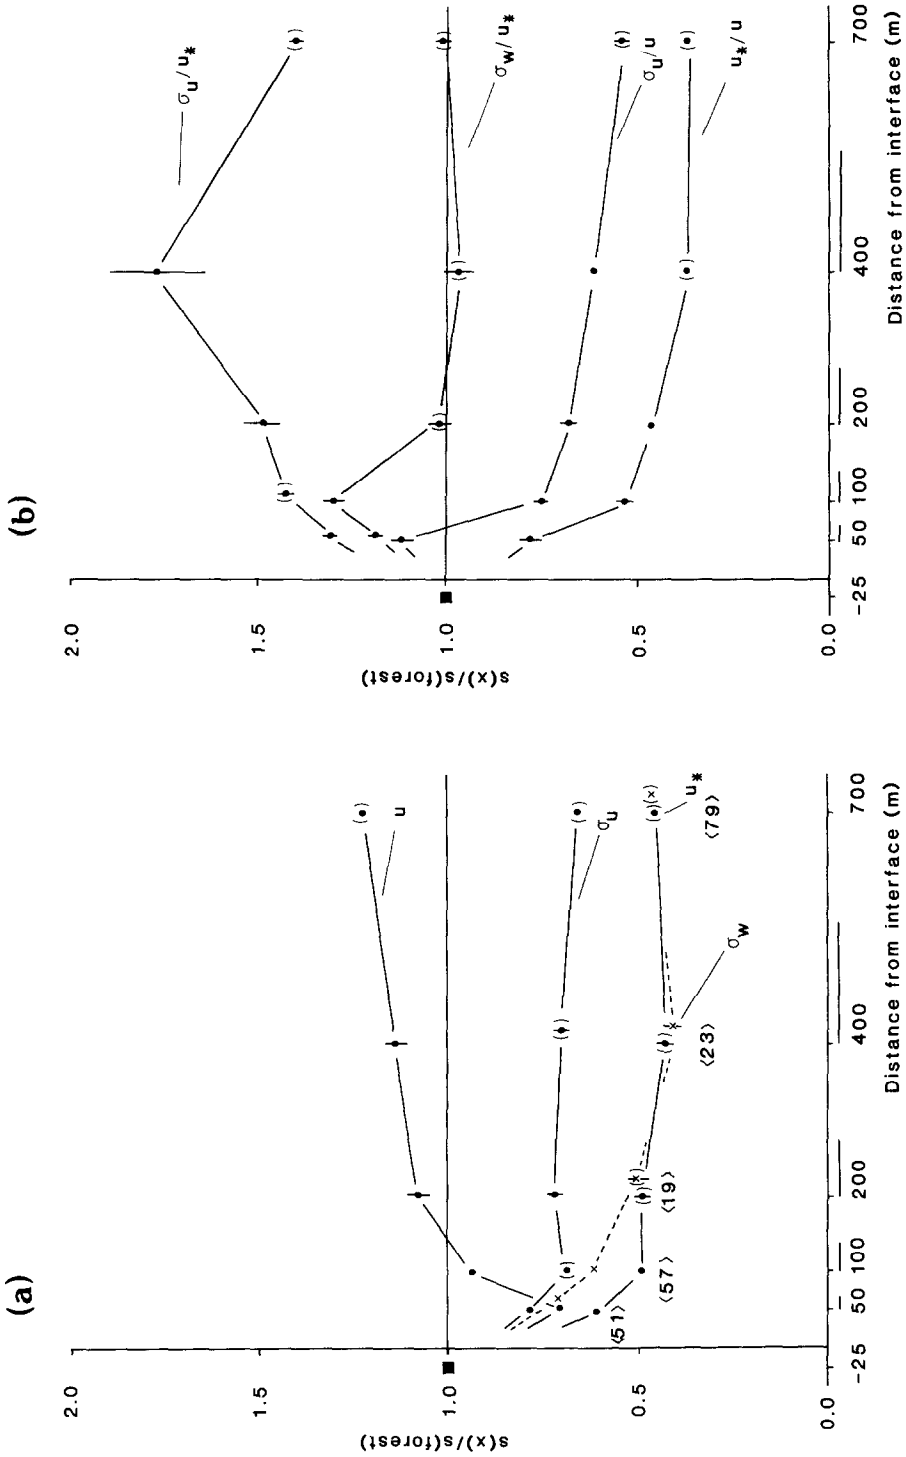 (a)
2.0
1.5
1.0
0.5
0.0
s(x)/s(forest)
u
σu
u*
σw
⟨51⟩
⟨57⟩
⟨19⟩
⟨23⟩
⟨79⟩
-25 50 100 200 400 700
Distance from interface (m)
(b)
2.0
1.5
1.0
0.5
0.0
s(x)/s(forest)
σu/u*
σw/u*
σu/u
u*/u
-25 50 100 200 400 700
Distance from interface (m)